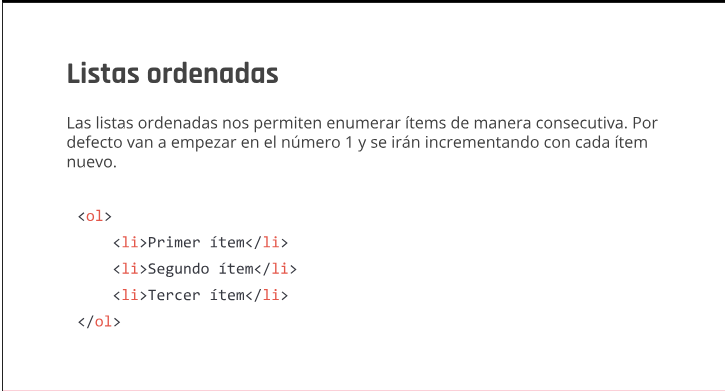 Listas ordenadas
Las listas ordenadas nos permiten enumerar ítems de manera consecutiva. Por
defecto van a empezar en el número 1 y se irán incrementando con cada ítem
nuevo.
<ol>
    <li>Primer ítem</li>
    <li>Segundo ítem</li>
    <li>Tercer ítem</li>
</ol>